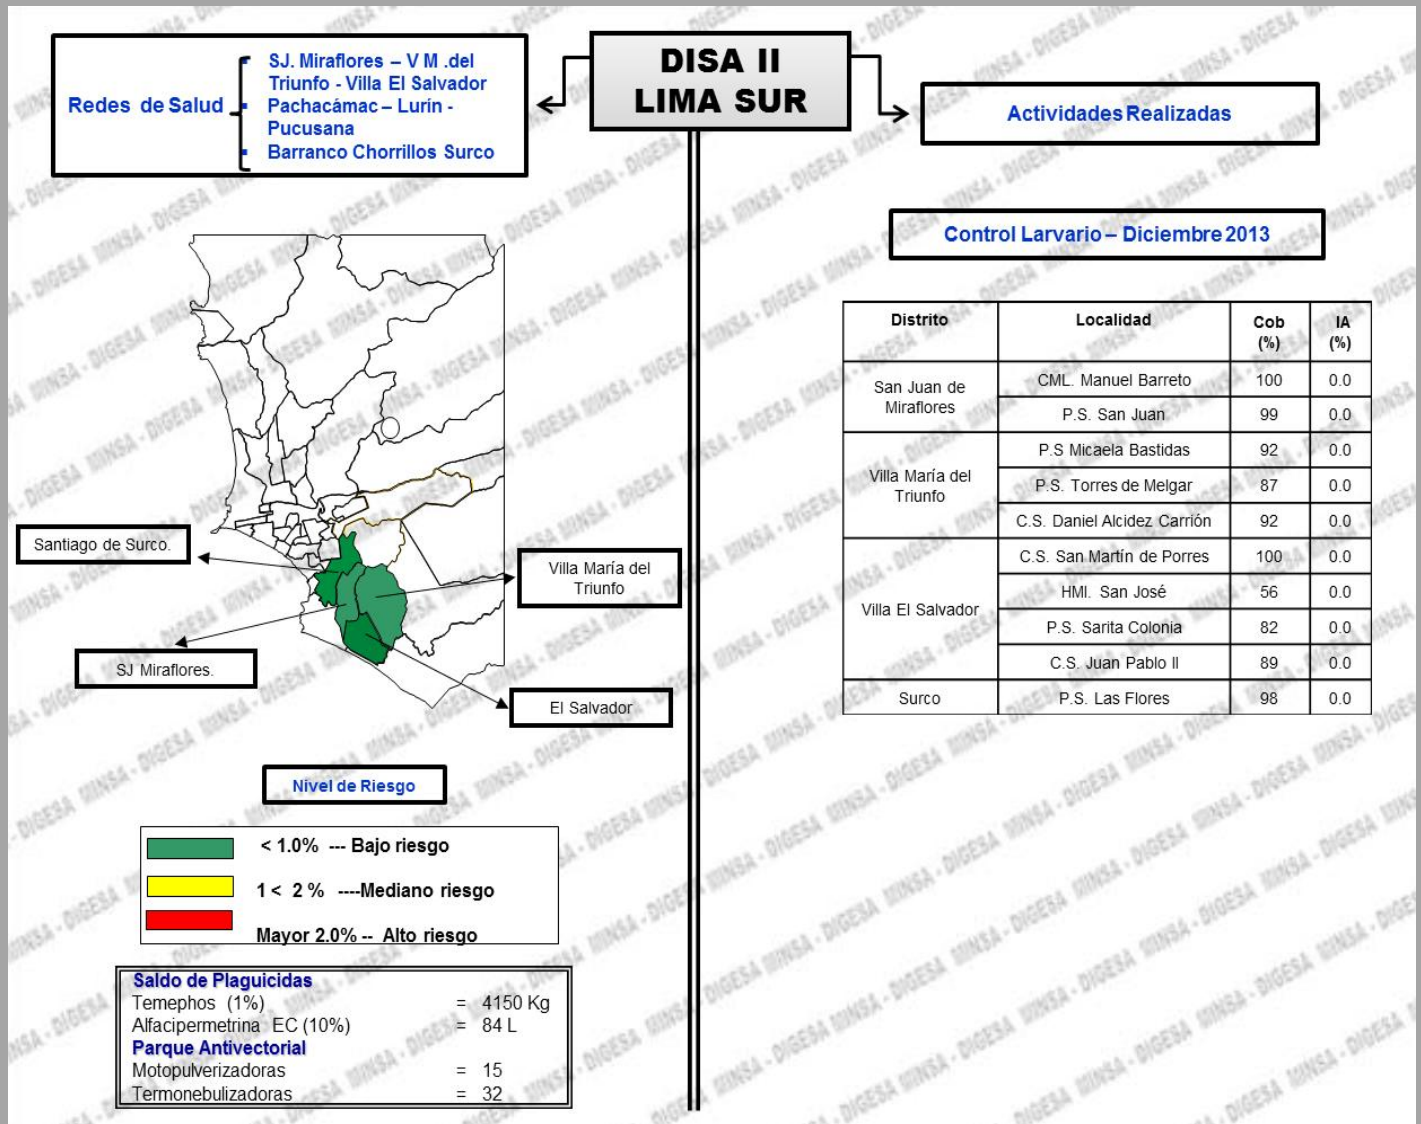 DISA II
LIMA SUR
Redes de Salud
SJ. Miraflores – V M .del
Triunfo - Villa El Salvador
Pachacámac – Lurín -
Pucusana
Barranco Chorrillos Surco
Actividades Realizadas
Control Larvario – Diciembre 2013
Distrito Localidad Cob (%) IA (%)
San Juan de Miraflores CML. Manuel Barreto 100 0.0
P.S. San Juan 99 0.0
Villa María del Triunfo P.S Micaela Bastidas 92 0.0
P.S. Torres de Melgar 87 0.0
C.S. Daniel Alcidez Carrión 92 0.0
Villa El Salvador C.S. San Martín de Porres 100 0.0
HMI. San José 56 0.0
P.S. Sarita Colonia 82 0.0
C.S. Juan Pablo II 89 0.0
Surco P.S. Las Flores 98 0.0
Santiago de Surco.
Villa María del
Triunfo
SJ Miraflores.
El Salvador
Nivel de Riesgo
< 1.0% --- Bajo riesgo
1 < 2 % ----Mediano riesgo
Mayor 2.0% -- Alto riesgo
Saldo de Plaguicidas
Temephos (1%) = 4150 Kg
Alfacipermetrina EC (10%) = 84 L
Parque Antivectorial
Motopulverizadoras = 15
Termonebulizadoras = 32
MINSA - DIGESA